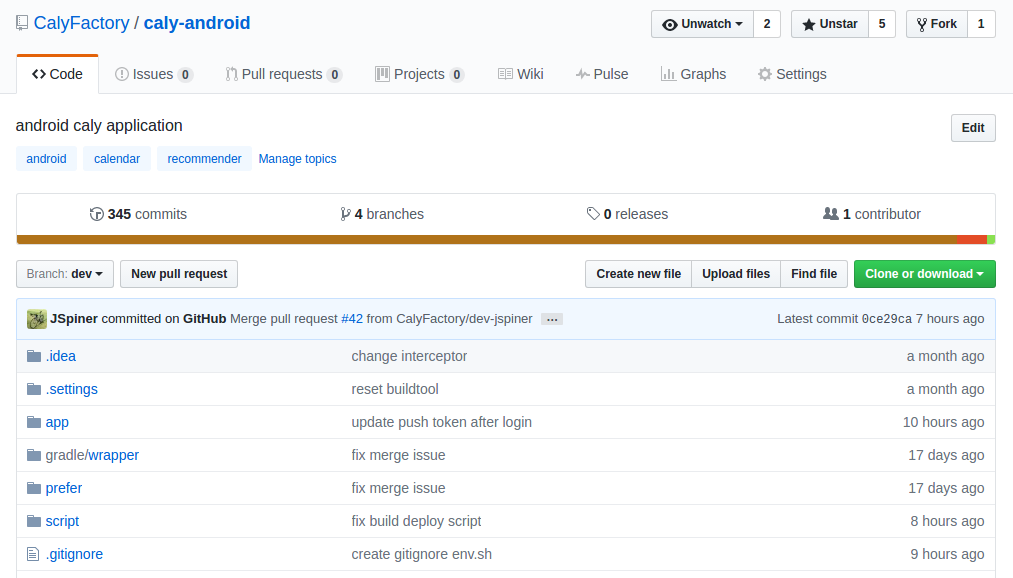 CalyFactory / caly-android Unwatch 2 Unstar 5 Fork 1
Code Issues 0 Pull requests 0 Projects 0 Wiki Pulse Graphs Settings
android caly application Edit
android calendar recommender Manage topics
345 commits 4 branches 0 releases 1 contributor
Branch: dev New pull request Create new file Upload files Find file Clone or download
JSpiner committed on GitHub Merge pull request #42 from CalyFactory/dev-jspiner … Latest commit 0ce29ca 7 hours ago
.idea change interceptor a month ago
.settings reset buildtool a month ago
app update push token after login 10 hours ago
gradle/wrapper fix merge issue 17 days ago
prefer fix merge issue 17 days ago
script fix build deploy script 8 hours ago
.gitignore create gitignore env.sh 9 hours ago